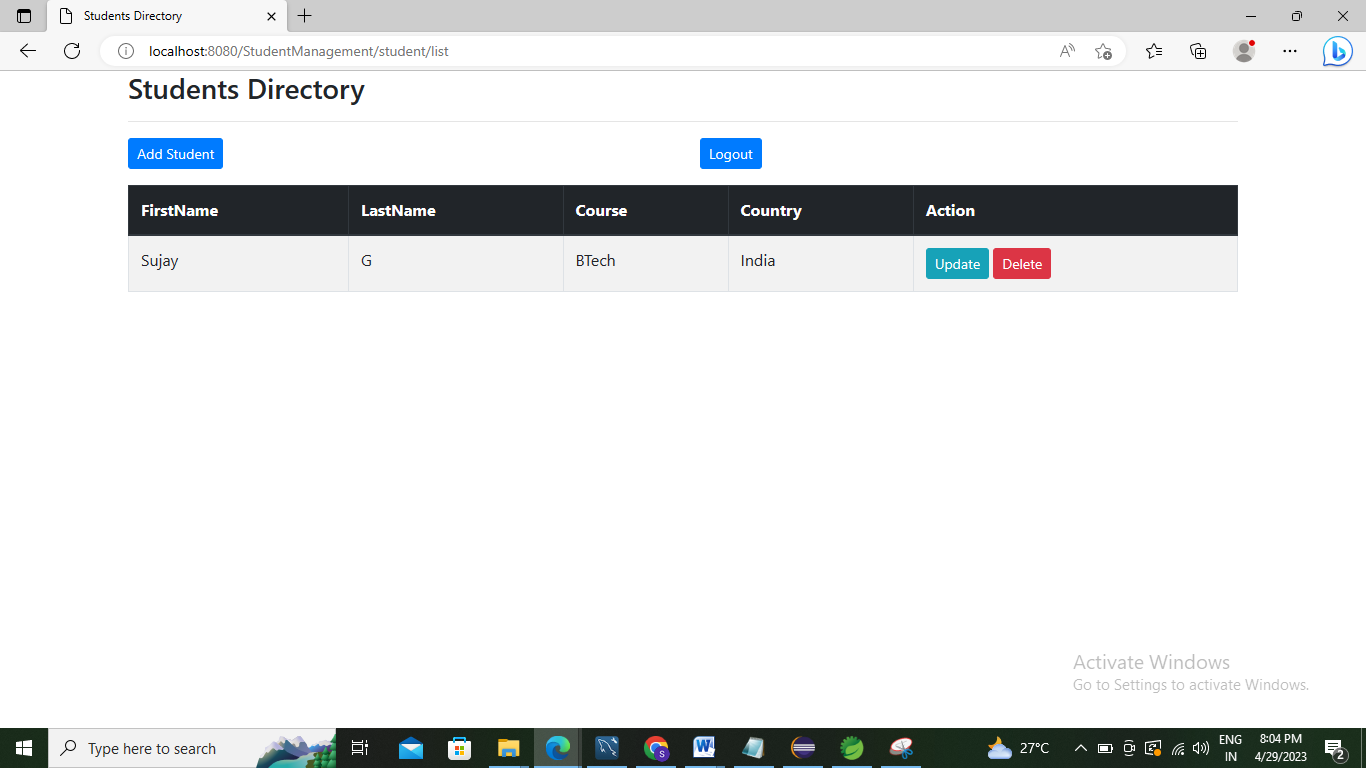 Students Directory
localhost:8080/StudentManagement/student/list
Students Directory
Add Student Logout
FirstName LastName Course Country Action
Sujay G BTech India Update Delete
Activate Windows
Go to Settings to activate Windows.
Type here to search 27°C ENG 8:04 PM
IN 4/29/2023 2